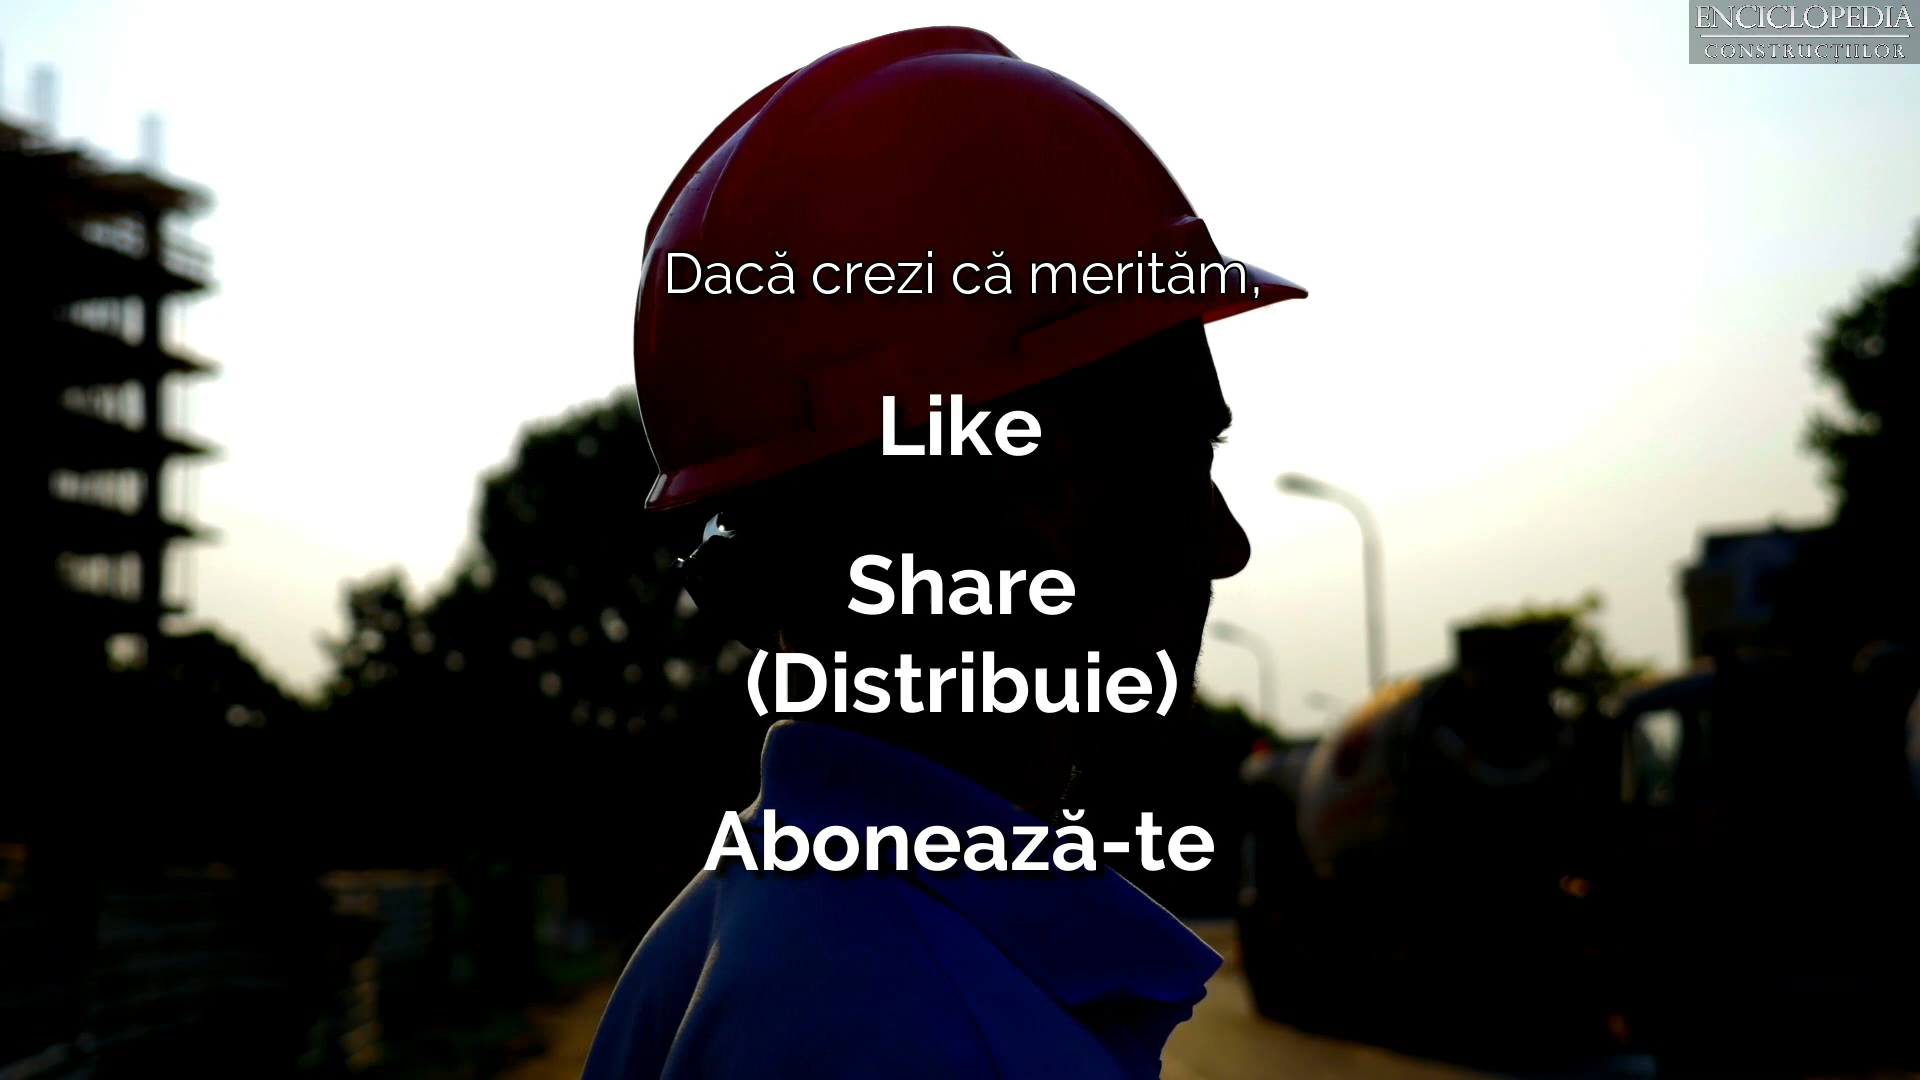 ENCICLOPEDIA
CONSTRUCȚIILOR
Dacă crezi că merităm,
Like
Share
(Distribuie)
Abonează-te